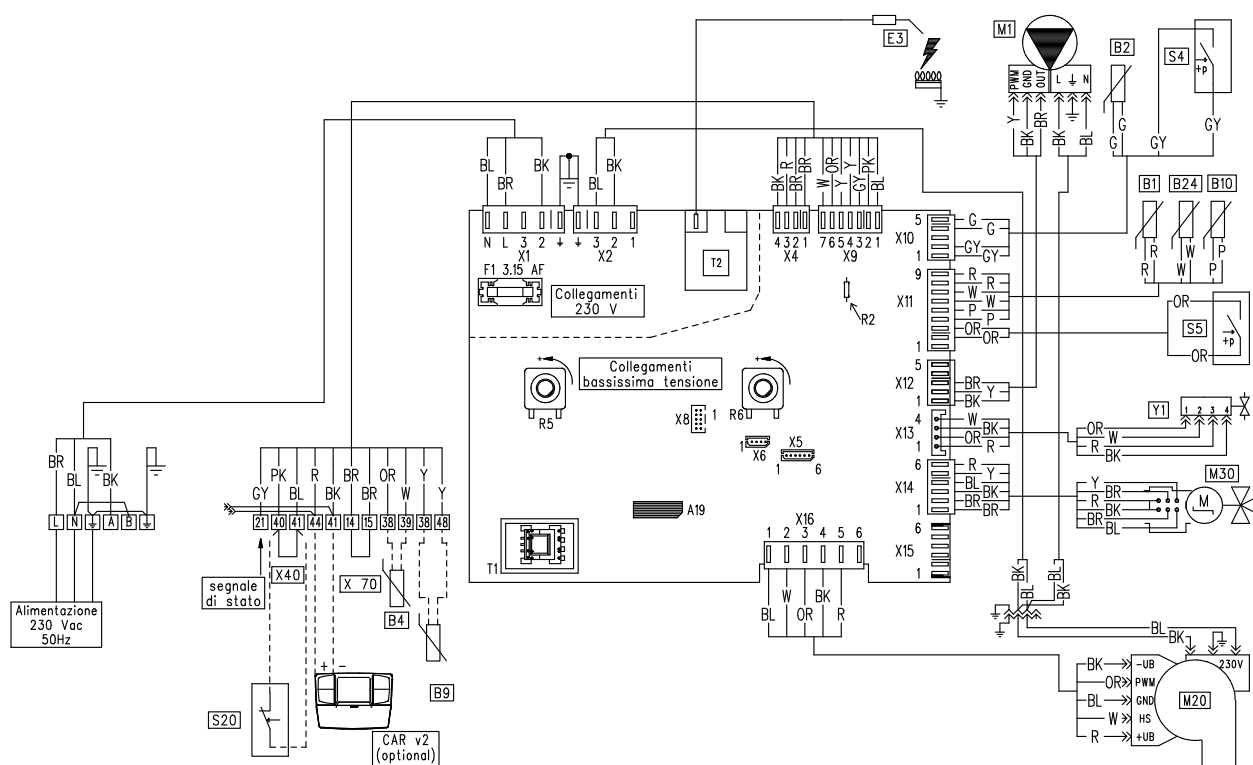 E3
M1
B2
S4
+p
PWM
GND
OUT
L
N
Y
BK
BR
BK
BL
G
G
GY
GY
BL
BR
BK
BL
BK
BK
R
BR
BR
W
OR
Y
Y
GY
PK
BL
N L 3 2
X1
3 2 1
X2
4 3 2 1
X4
7 6 5 4 3 2 1
X9
T2
F1 3.15 AF
Collegamenti
230 V
R2
5
X10
1
G
G
GY
GY
B1
B24
B10
R
R
W
W
P
P
9
X11
1
R
R
W
W
P
P
OR
OR
OR
OR
S5
+p
Collegamenti
bassissima tensione
R5
R6
X8
1
1
X6
X5
1 6
A19
T1
5
X12
1
BR
Y
BK
4
X13
1
W
BK
OR
R
Y1
1 2 3 4
OR
W
R
BK
6
X14
1
R
Y
BL
BK
BR
BR
M30
M
Y
BR
R
BK
BR
BL
6
X15
1
X16
1 2 3 4 5 6
BL
W
OR
BK
R
BR
BL
BK
L N A B
Alimentazione
230 Vac
50Hz
GY
PK
BL
R
BK
BR
BR
OR
W
Y
Y
21 40 41 44 41 14 15 38 39 38 48
segnale
di stato
X40
X 70
B4
B9
S20
+ -
CAR v2
(optional)
BK
BL
BL
BK
BL
BK
230V
BK
OR
BL
W
R
-UB
PWM
GND
HS
+UB
M20